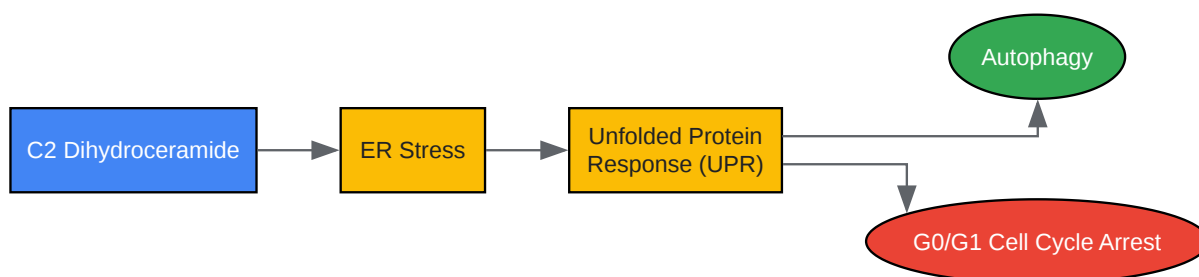 Autophagy
C2 Dihydroceramide
ER Stress
Unfolded Protein
Response (UPR)
G0/G1 Cell Cycle Arrest